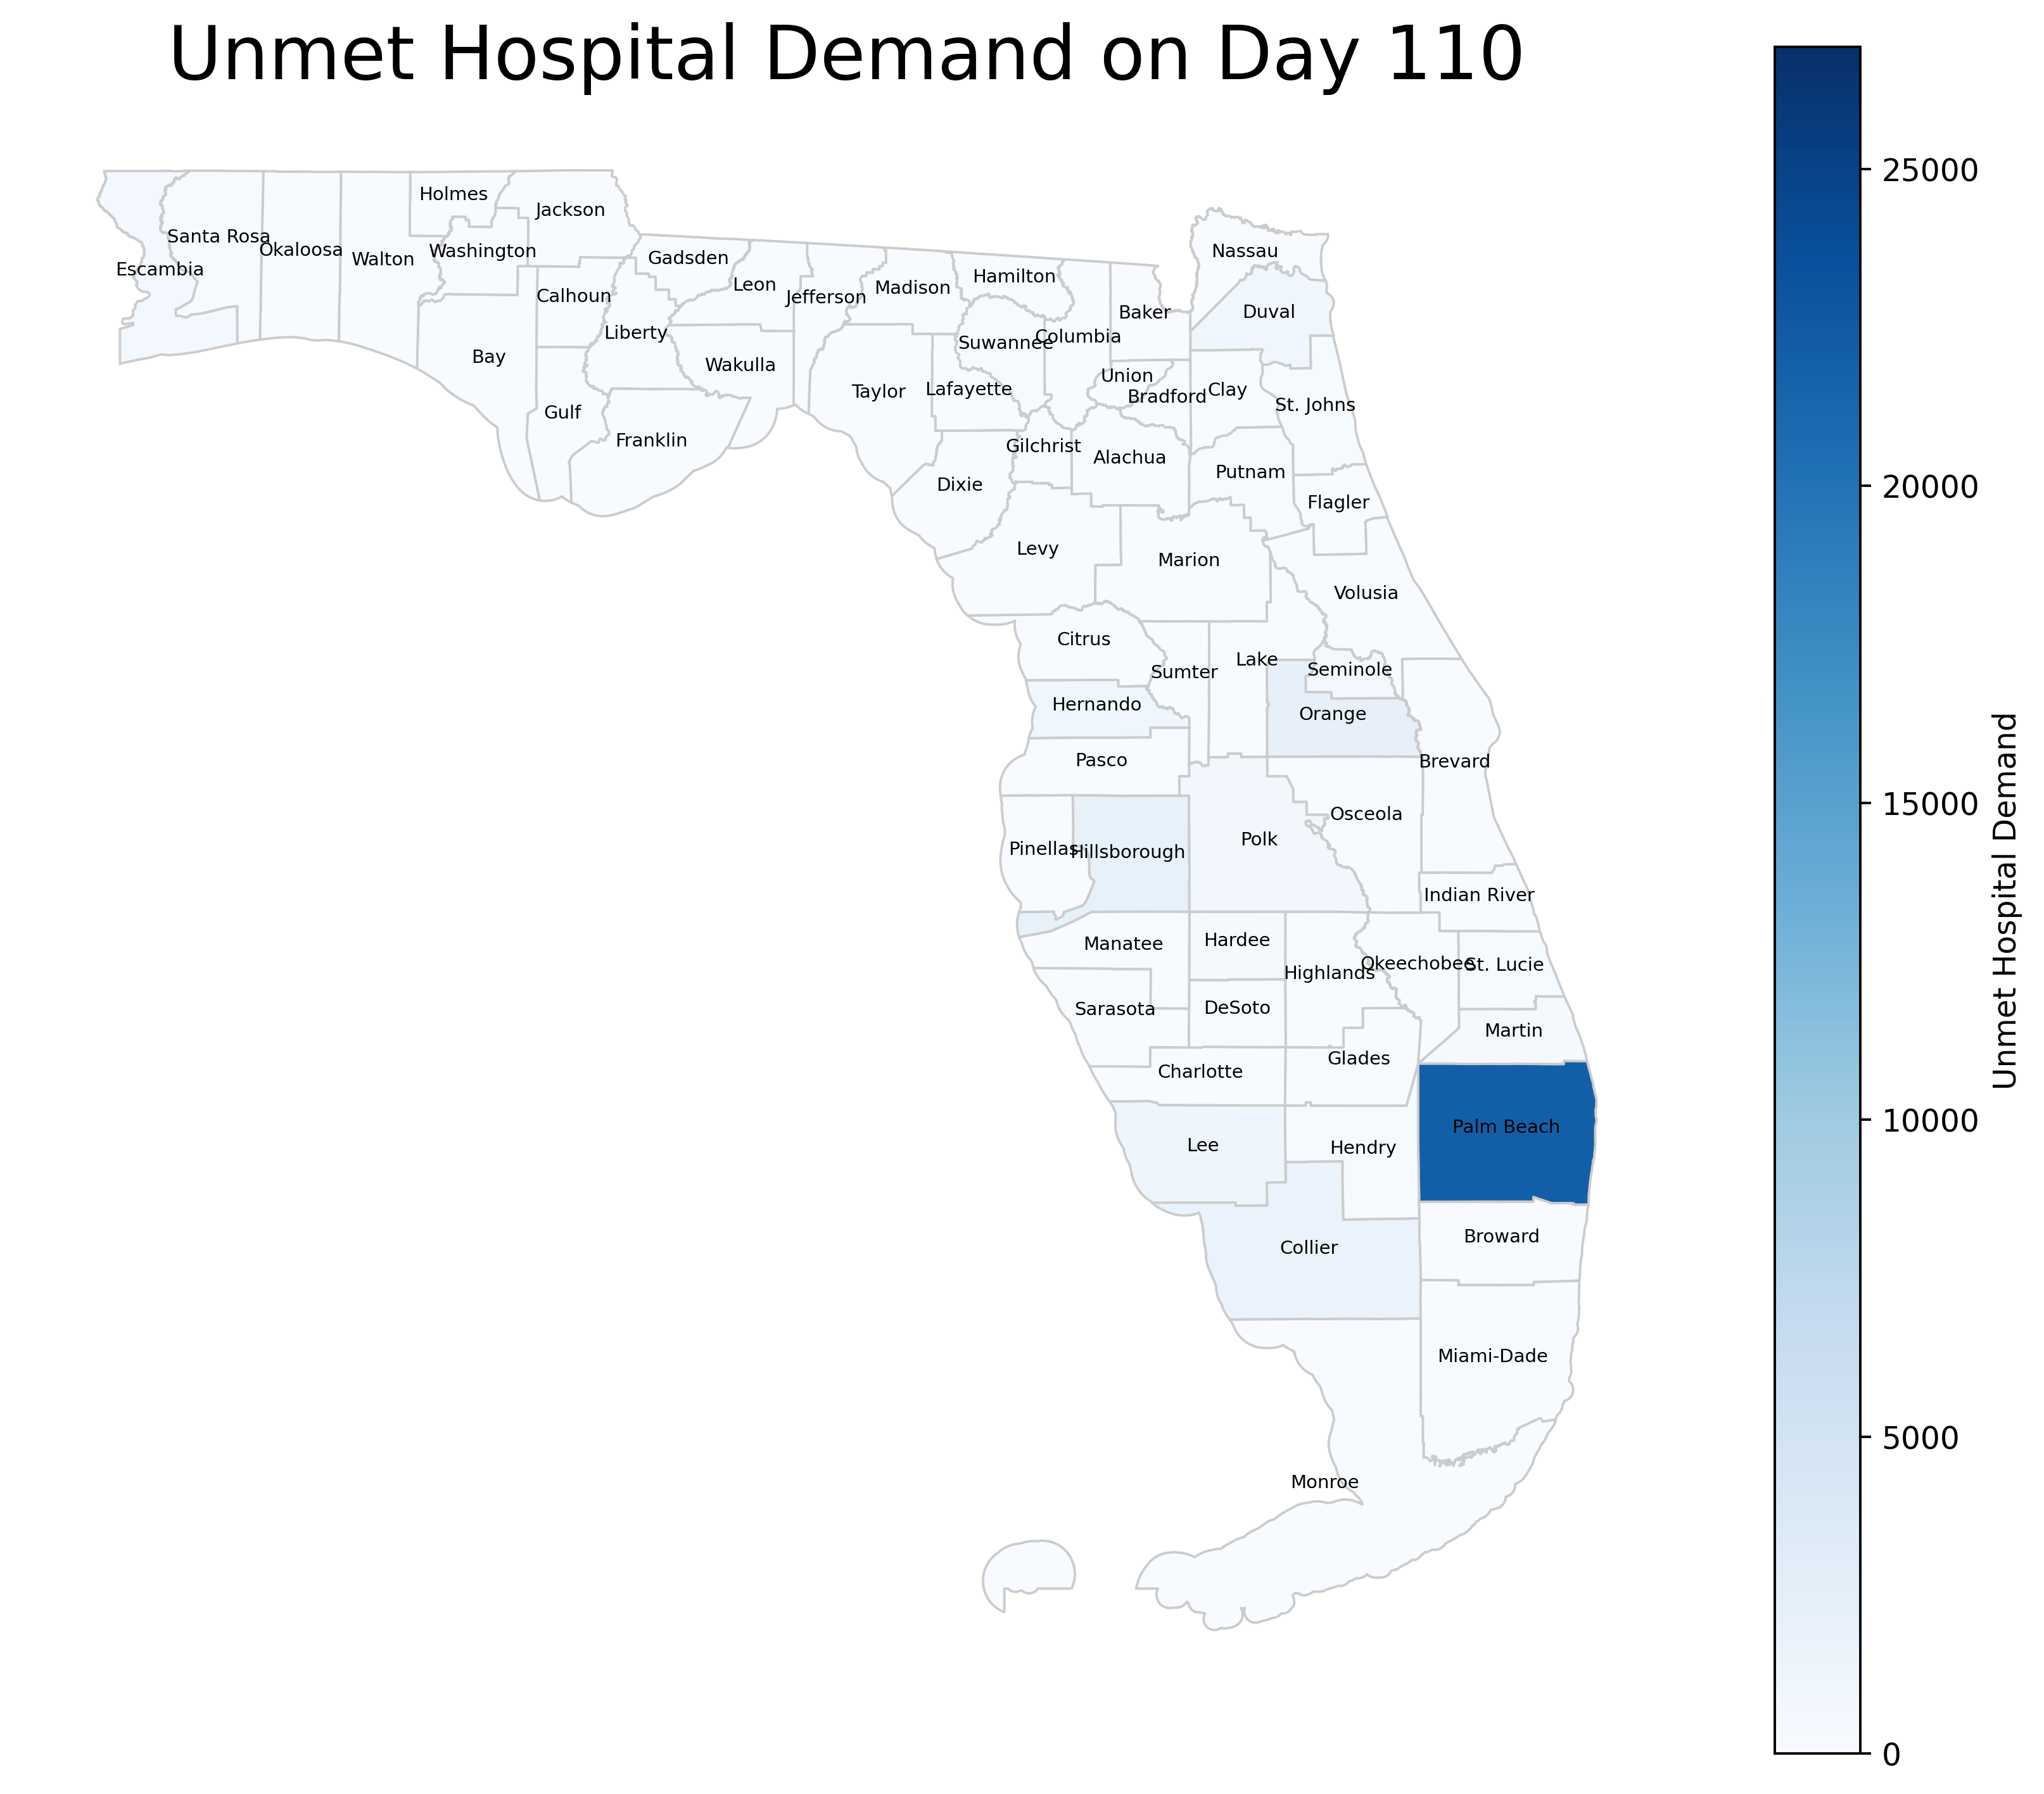 Unmet Hospital Demand on Day 110
Holmes
Jackson
Santa Rosa
Okaloosa
Washington
Walton
Escambia
Gadsden
Leon
Calhoun
Jefferson
Madison
Hamilton
Nassau
Liberty
Baker
Duval
Suwannee
Columbia
Bay
Wakulla
Union
Taylor
Lafayette
Bradford
Clay
St. Johns
Gulf
Franklin
Gilchrist
Alachua
Putnam
Dixie
Flagler
Levy
Marion
Volusia
Citrus
Sumter
Lake
Seminole
Hernando
Orange
Pasco
Brevard
Osceola
Polk
Pinellas
Hillsborough
Indian River
Manatee
Hardee
Highlands
Okeechobee
St. Lucie
Sarasota
DeSoto
Martin
Glades
Charlotte
Lee
Hendry
Palm Beach
Collier
Broward
Miami-Dade
Monroe
25000
20000
15000
10000
5000
0
Unmet Hospital Demand